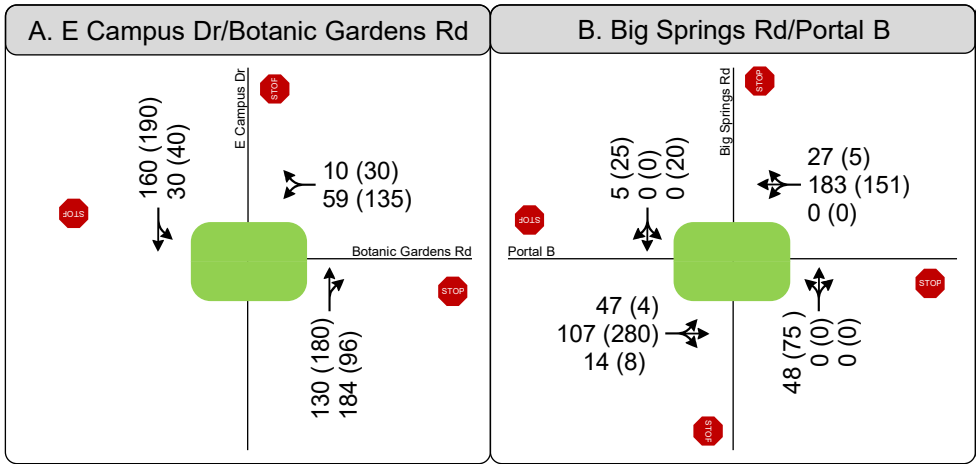 A. E Campus Dr/Botanic Gardens Rd
E Campus Dr
STOP
160 (190)
30 (40)
10 (30)
59 (135)
STOP
Botanic Gardens Rd
STOP
130 (180)
184 (96)
B. Big Springs Rd/Portal B
Big Springs Rd
STOP
5 (25)
0 (0)
0 (20)
27 (5)
183 (151)
0 (0)
STOP
Portal B
STOP
47 (4)
107 (280)
14 (8)
48 (75 )
0 (0)
0 (0)
STOP